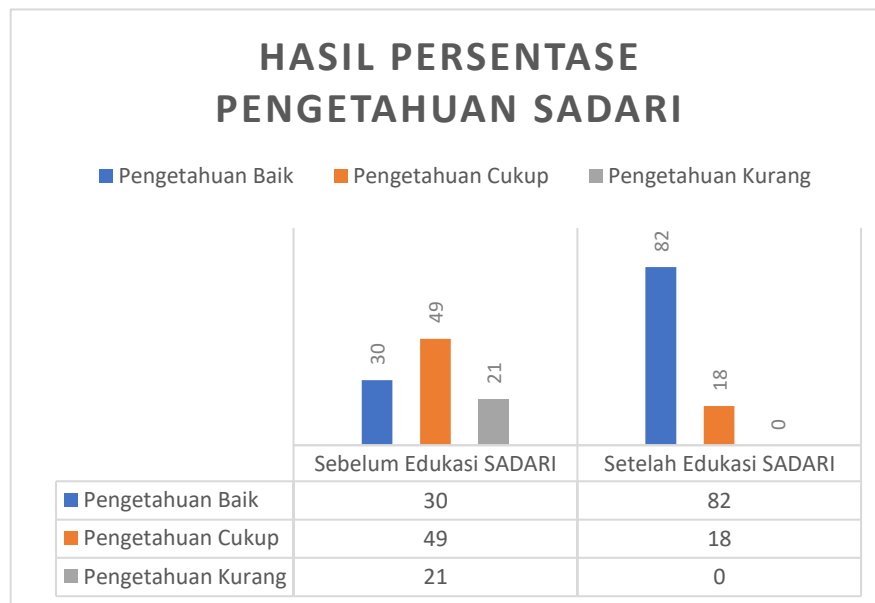 HASIL PERSENTASE
PENGETAHUAN SADARI
Pengetahuan Baik Pengetahuan Cukup Pengetahuan Kurang
30 49 21 82 18 0
Sebelum Edukasi SADARI Setelah Edukasi SADARI
Pengetahuan Baik 30 82
Pengetahuan Cukup 49 18
Pengetahuan Kurang 21 0